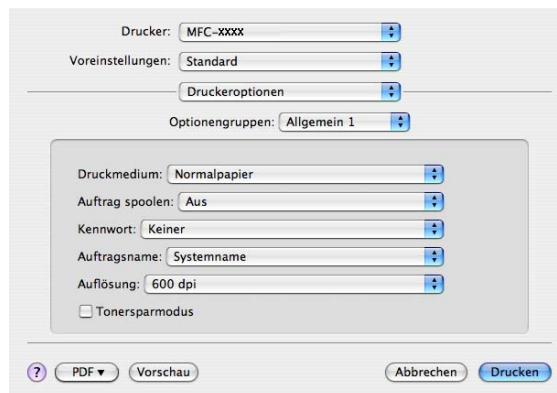 Drucker: MFC-XXXX
Voreinstellungen: Standard
Druckeroptionen
Optionengruppen: Allgemein 1
Druckmedium: Normalpapier
Auftrag spoolen: Aus
Kennwort: Keiner
Auftragsname: Systemname
Auflösung: 600 dpi
Tonersparmodus
? PDF ▼ Vorschau Abbrechen Drucken